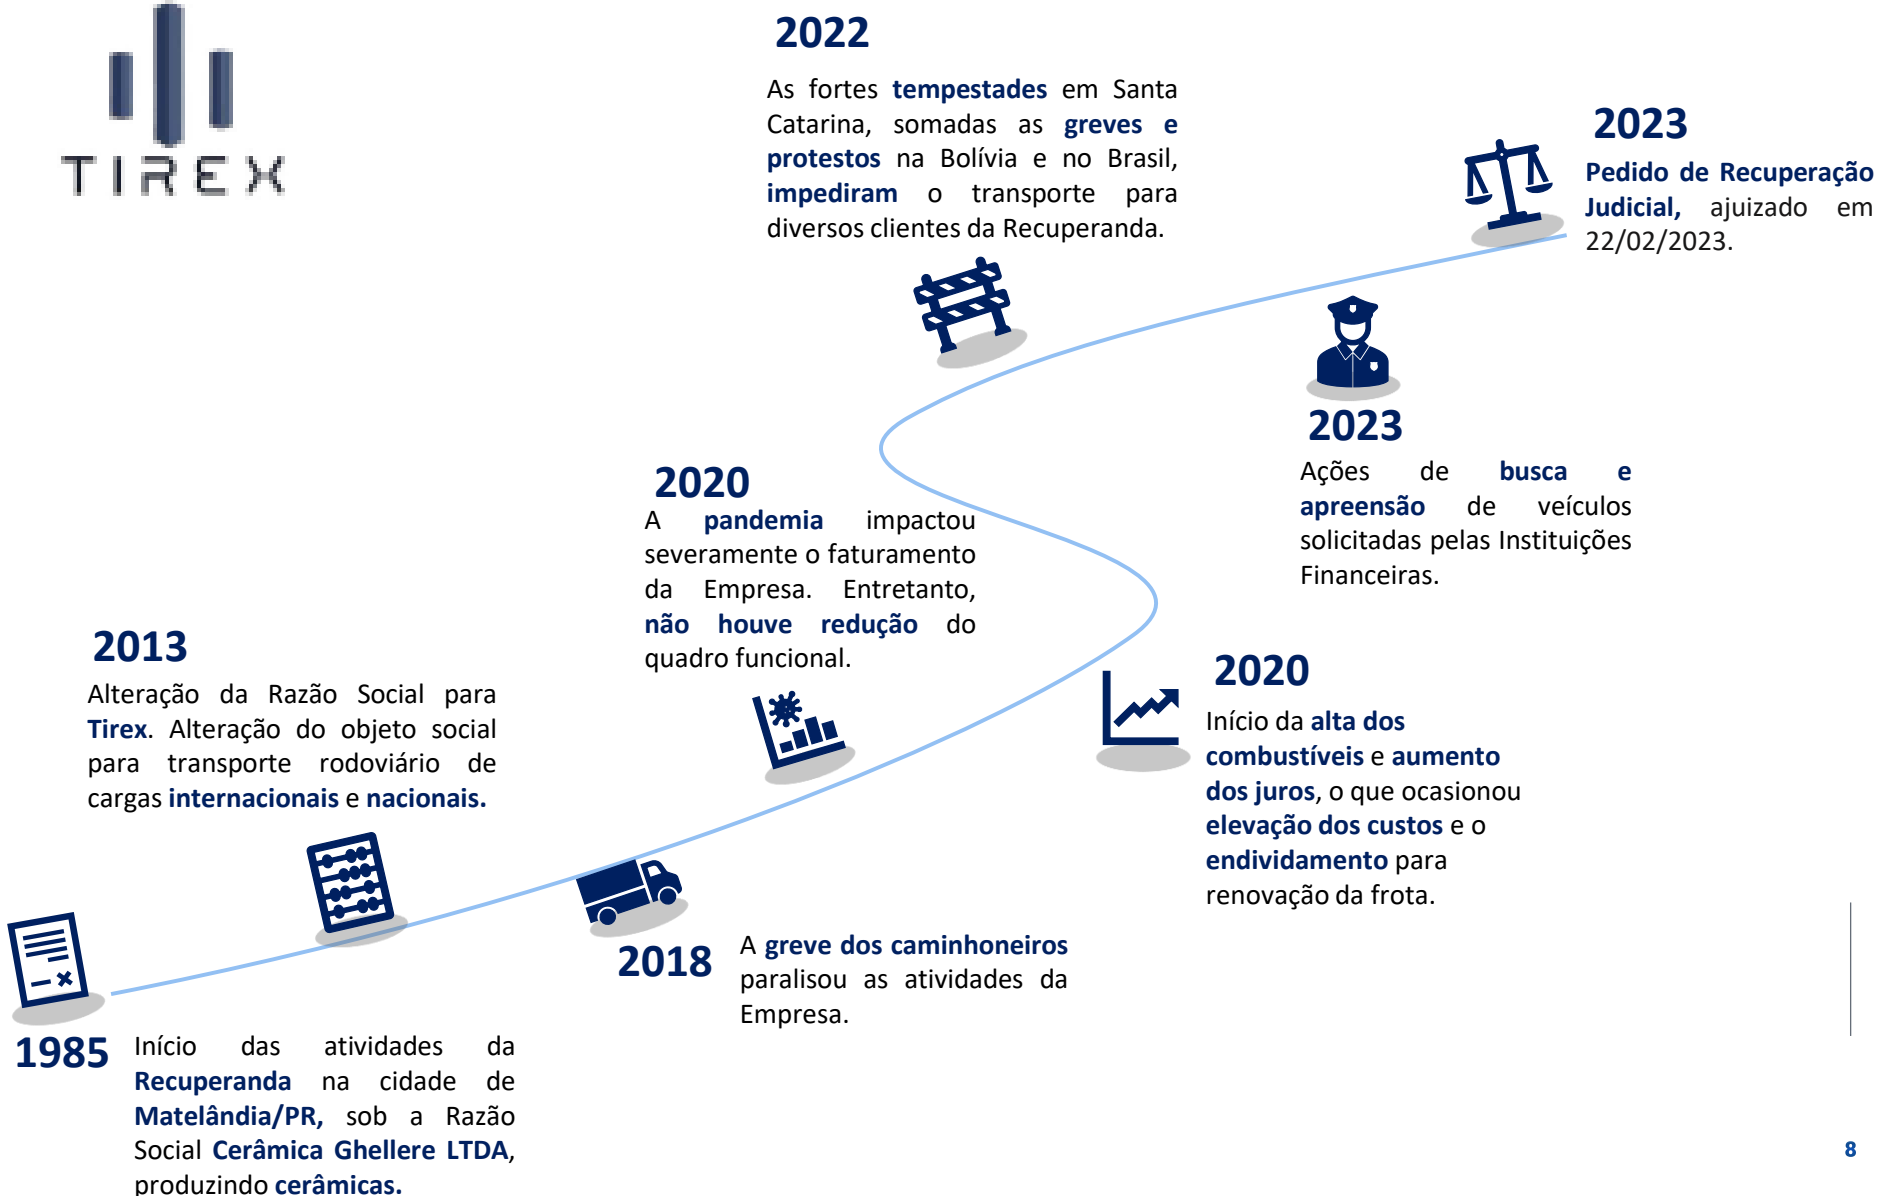 TIREX
2022
As fortes tempestades em Santa
Catarina, somadas as greves e
protestos na Bolívia e no Brasil,
impediram o transporte para
diversos clientes da Recuperanda.
2023
Pedido de Recuperação
Judicial, ajuizado em
22/02/2023.
2023
Ações de busca e
apreensão de veículos
solicitadas pelas Instituições
Financeiras.
2020
A pandemia impactou
severamente o faturamento
da Empresa. Entretanto,
não houve redução do
quadro funcional.
2013
Alteração da Razão Social para
Tirex. Alteração do objeto social
para transporte rodoviário de
cargas internacionais e nacionais.
2020
Início da alta dos
combustíveis e aumento
dos juros, o que ocasionou
elevação dos custos e o
endividamento para
renovação da frota.
2018
A greve dos caminhoneiros
paralisou as atividades da
Empresa.
1985
Início das atividades da
Recuperanda na cidade de
Matelândia/PR, sob a Razão
Social Cerâmica Ghellere LTDA,
produzindo cerâmicas.
8